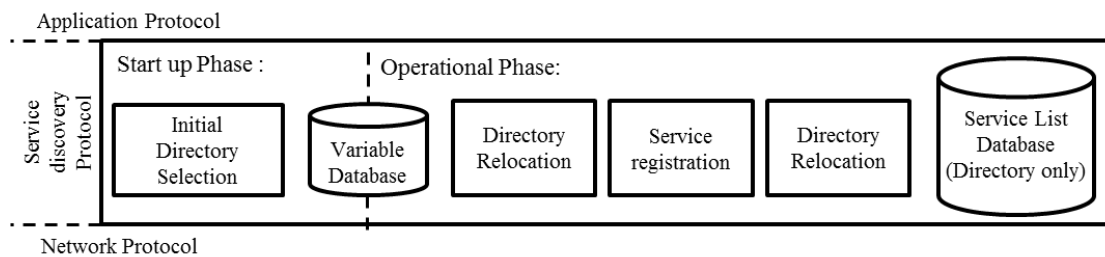 Application Protocol
Service
discovery
Protocol
Start up Phase :
Initial
Directory
Selection
Variable
Database
Operational Phase:
Directory
Relocation
Service
registration
Directory
Relocation
Service List
Database
(Directory only)
Network Protocol